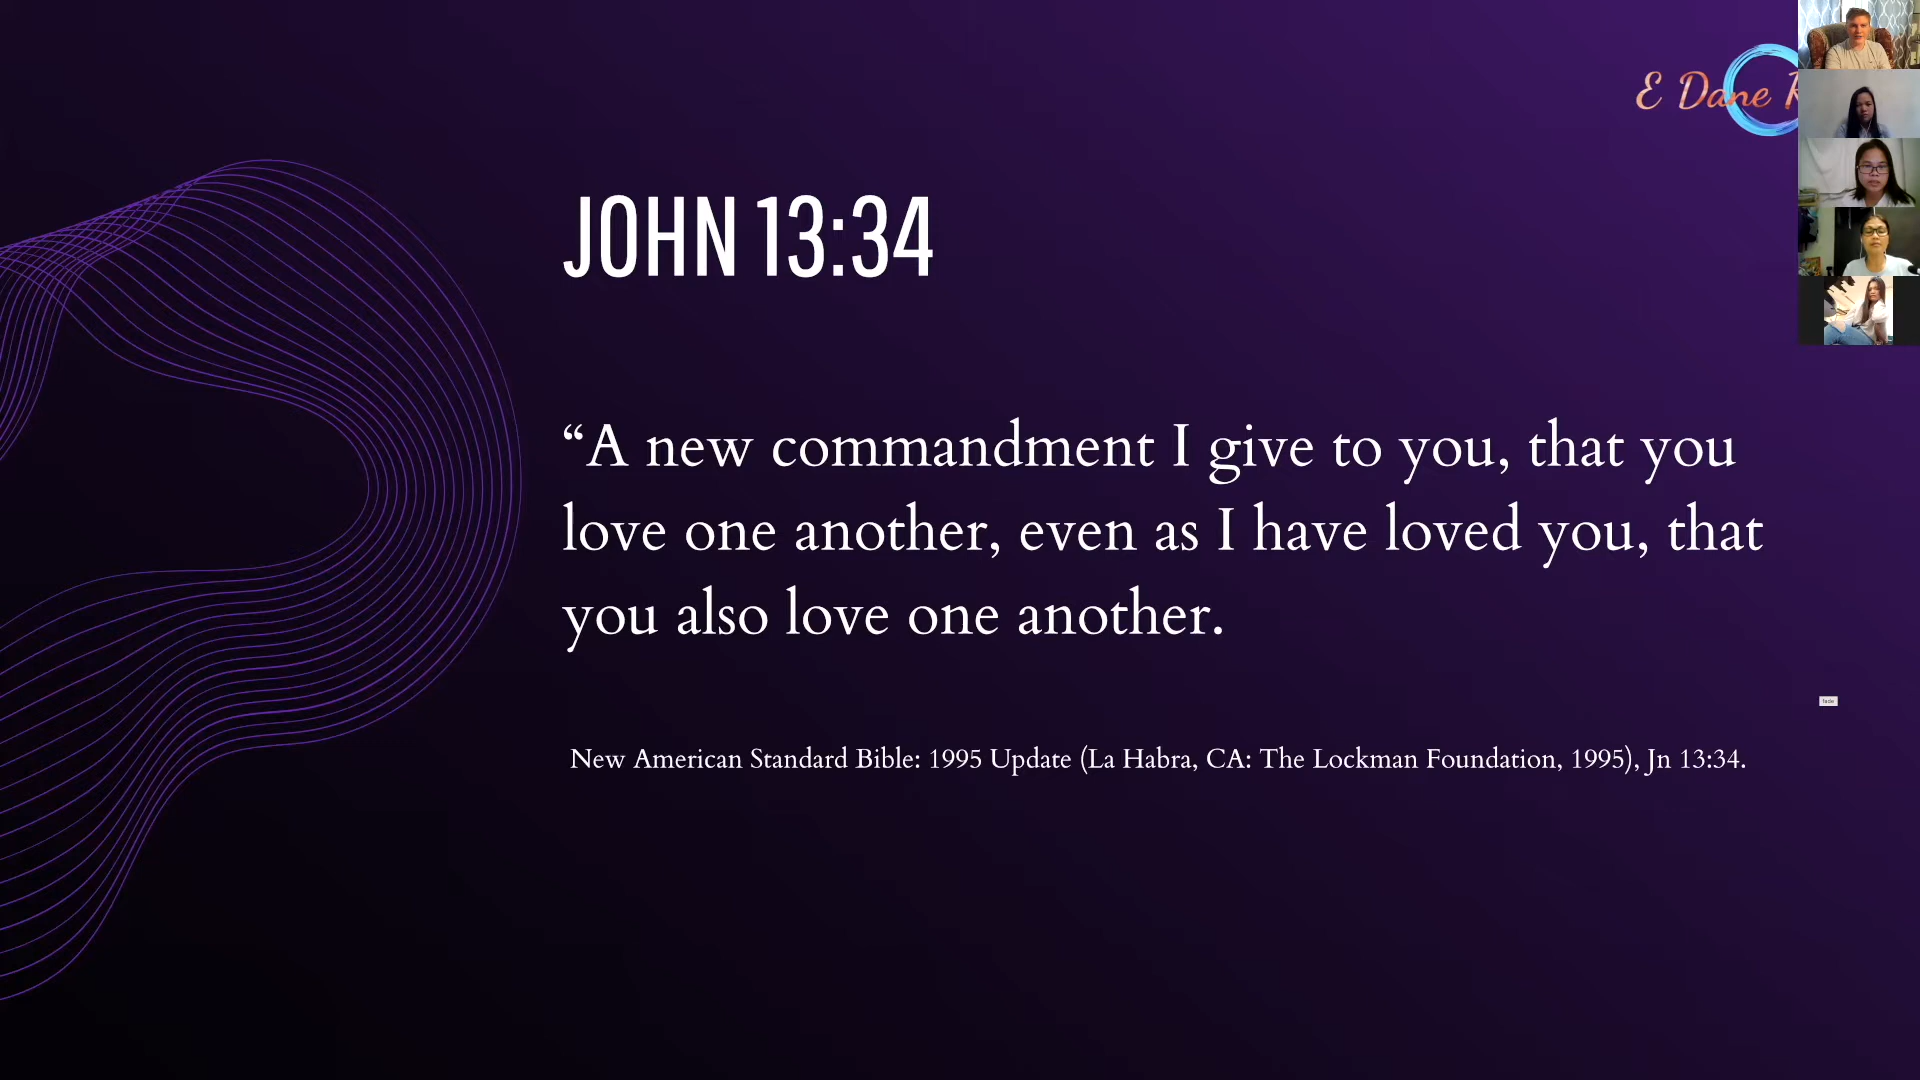 E Dane
JOHN 13:34
“A new commandment I give to you, that you
love one another, even as I have loved you, that
you also love one another.
fade
New American Standard Bible: 1995 Update (La Habra, CA: The Lockman Foundation, 1995), Jn 13:34.